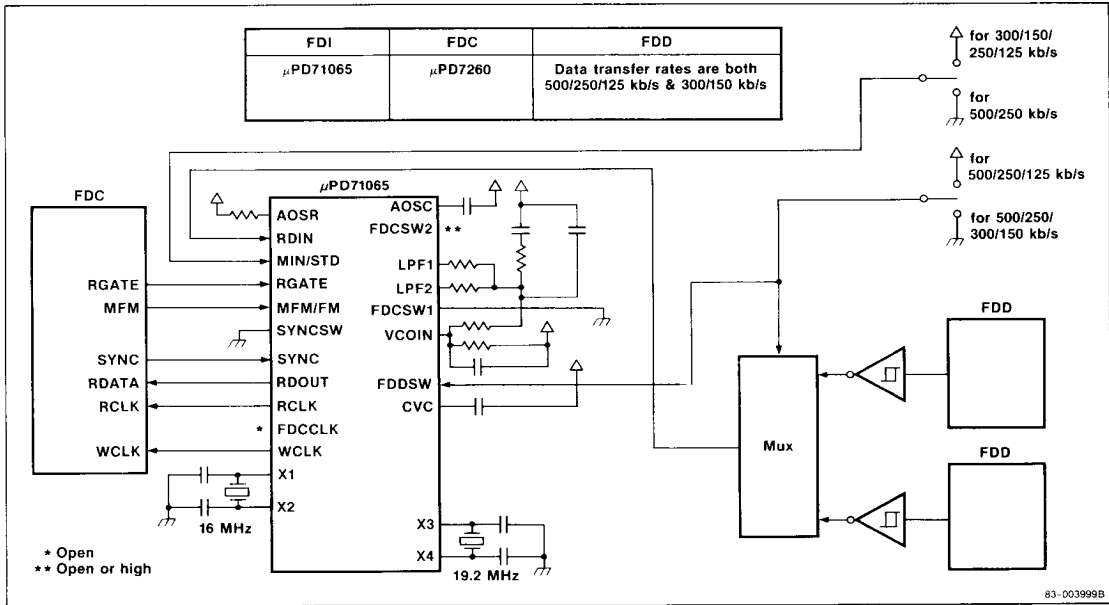 FDI
FDC
FDD
μPD71065
μPD7260
Data transfer rates are both
500/250/125 kb/s & 300/150 kb/s
for 300/150/
250/125 kb/s
for
500/250 kb/s
for
500/250/125 kb/s
for 500/250/
300/150 kb/s
FDC
RGATE
MFM
SYNC
RDATA
RCLK
WCLK
μPD71065
AOSR
RDIN
MIN/STD
RGATE
MFM/FM
SYNCSW
SYNC
RDOUT
RCLK
* FDCCLK
WCLK
X1
X2
16 MHz
AOSC
FDCSW2 **
LPF1
LPF2
FDCSW1
VCOIN
FDDSW
CVC
X3
X4
19.2 MHz
Mux
FDD
FDD
* Open
** Open or high
83-003999B